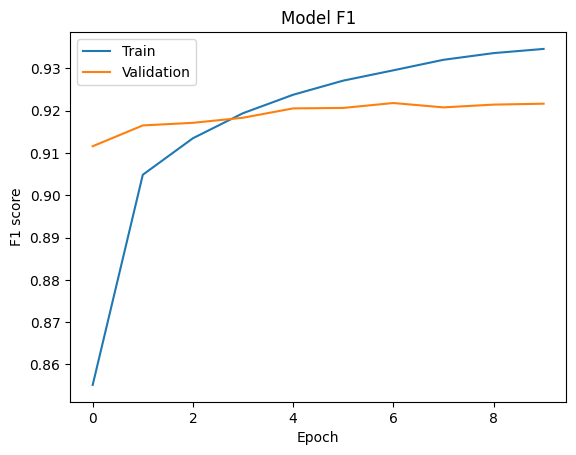 Model F1
Train
Validation
0.93
0.92
0.91
0.90
0.89
0.88
0.87
0.86
F1 score
0 2 4 6 8
Epoch